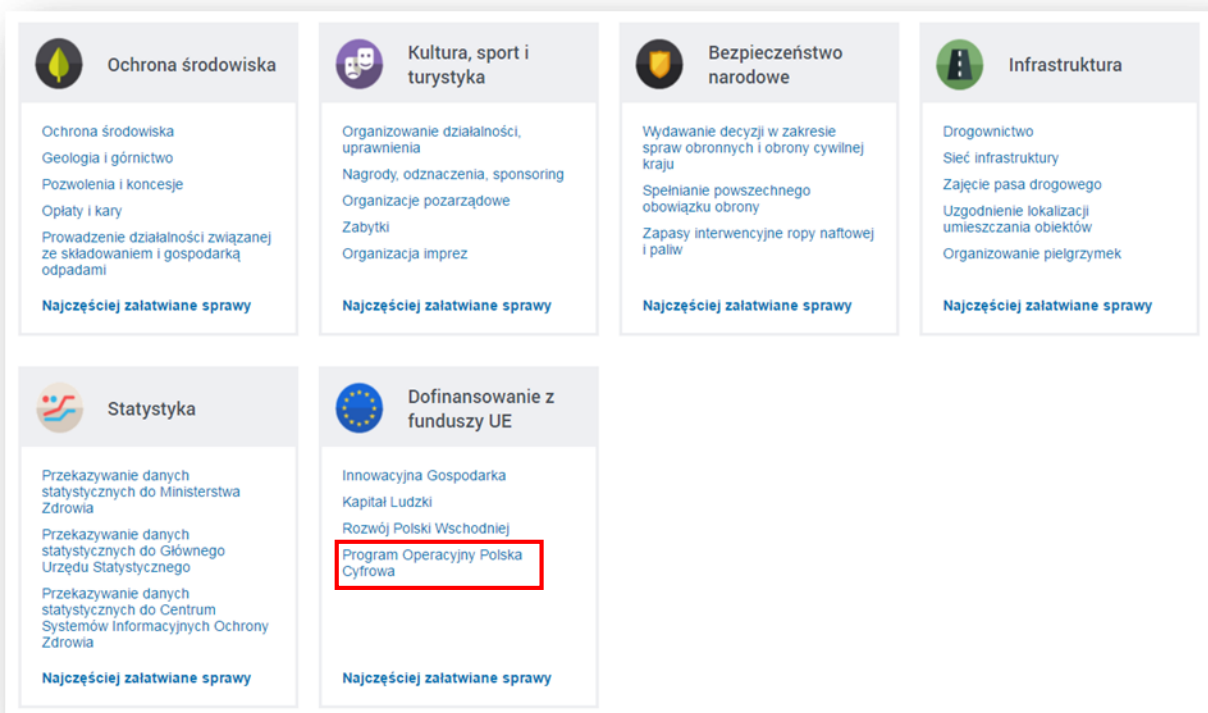 Ochrona środowiska
Ochrona środowiska
Geologia i górnictwo
Pozwolenia i koncesje
Opłaty i kary
Prowadzenie działalności związanej
ze składowaniem i gospodarką
odpadami
Najczęściej załatwiane sprawy
Kultura, sport i
turystyka
Organizowanie działalności,
uprawnienia
Nagrody, odznaczenia, sponsoring
Organizacje pozarządowe
Zabytki
Organizacja imprez
Najczęściej załatwiane sprawy
Bezpieczeństwo
narodowe
Wydawanie decyzji w zakresie
spraw obronnych i obrony cywilnej
kraju
Spełnianie powszechnego
obowiązku obrony
Zapasy interwencyjne ropy naftowej
i paliw
Najczęściej załatwiane sprawy
Infrastruktura
Drogownictwo
Sieć infrastruktury
Zajęcie pasa drogowego
Uzgodnienie lokalizacji
umieszczania obiektów
Organizowanie pielgrzymek
Najczęściej załatwiane sprawy
Statystyka
Przekazywanie danych
statystycznych do Ministerstwa
Zdrowia
Przekazywanie danych
statystycznych do Głównego
Urzędu Statystycznego
Przekazywanie danych
statystycznych do Centrum
Systemów Informacyjnych Ochrony
Zdrowia
Najczęściej załatwiane sprawy
Dofinansowanie z
funduszy UE
Innowacyjna Gospodarka
Kapitał Ludzki
Rozwój Polski Wschodniej
Program Operacyjny Polska
Cyfrowa
Najczęściej załatwiane sprawy